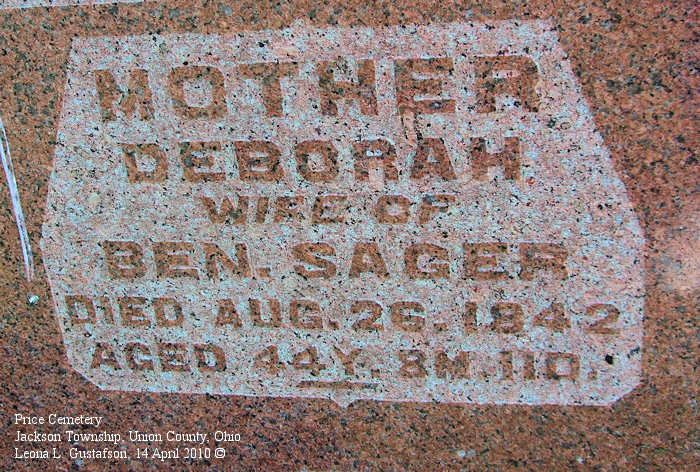 MOTHER
DEBORAH
WIFE OF
BEN. SAGER
DIED AUG. 26. 1842
AGED 44Y. 8M. 11D.
Price Cemetery
Jackson Township, Union County, Ohio
Leona L. Gustafson, 14 April 2010 ©